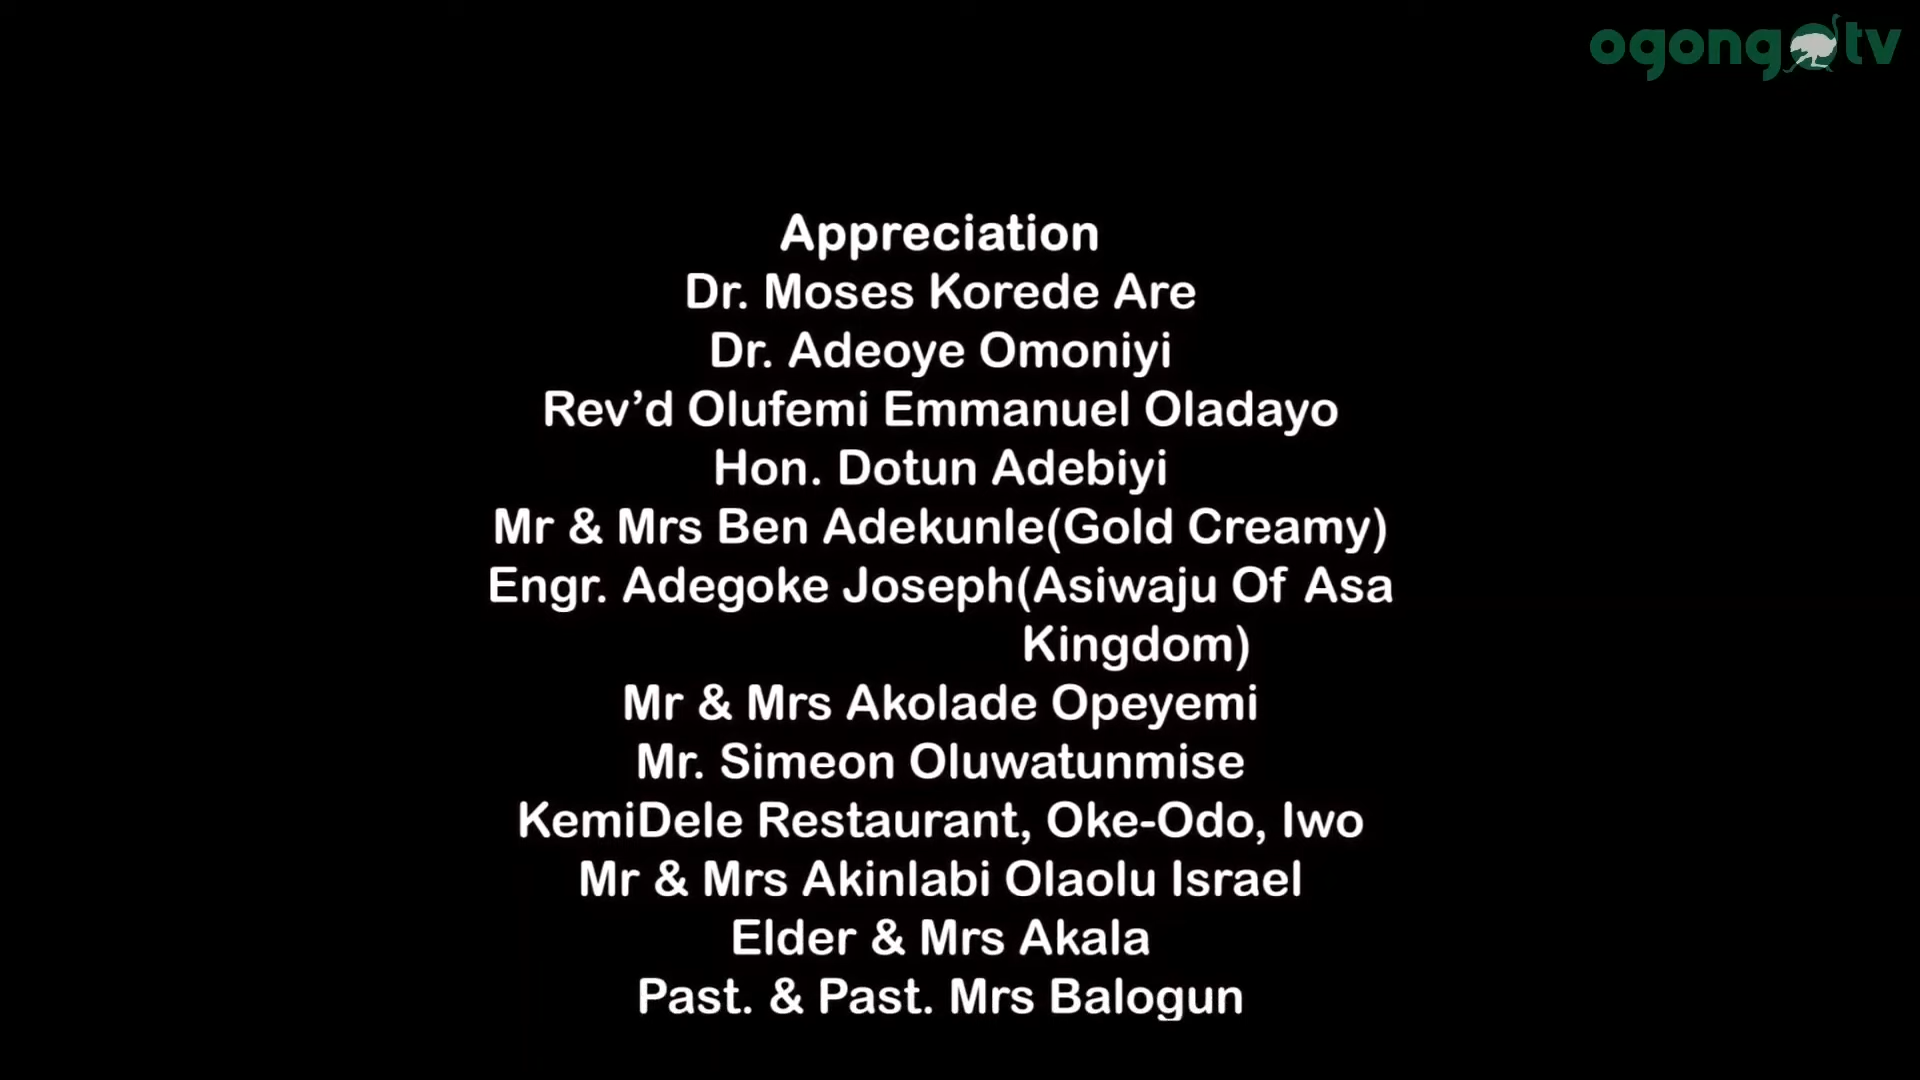 ogongotv
Appreciation
Dr. Moses Korede Are
Dr. Adeoye Omoniyi
Rev’d Olufemi Emmanuel Oladayo
Hon. Dotun Adebiyi
Mr & Mrs Ben Adekunle(Gold Creamy)
Engr. Adegoke Joseph(Asiwaju Of Asa
Kingdom)
Mr & Mrs Akolade Opeyemi
Mr. Simeon Oluwatunmise
KemiDele Restaurant, Oke-Odo, Iwo
Mr & Mrs Akinlabi Olaolu Israel
Elder & Mrs Akala
Past. & Past. Mrs Balogun